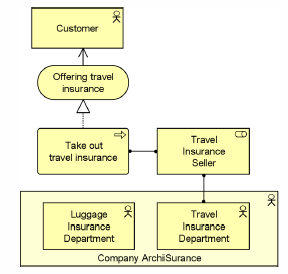 Customer
Offering travel
insurance
Take out
travel insurance
Travel
Insurance
Seller
Luggage
Insurance
Department
Travel
Insurance
Department
Company ArchiSurance